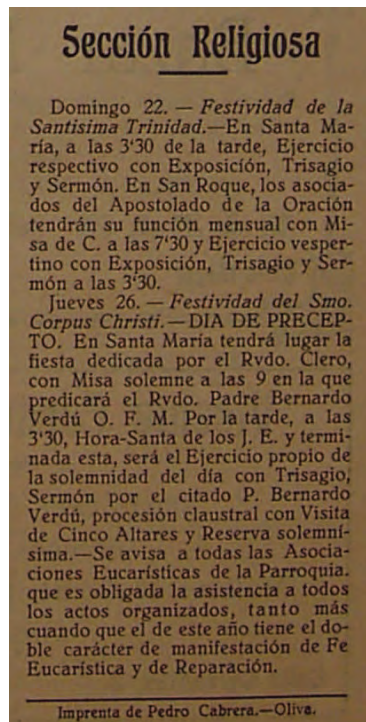 Sección Religiosa
Domingo 22. — Festividad de la
Santisima Trinidad.—En Santa Ma-
ría, a las 3'30 de la tarde, Ejercicio
respectivo con Exposición, Trisagio
y Sermón. En San Roque, los asocia-
dos del Apostolado de la Oración
tendrán su función mensual con Mi-
sa de C. a las 7'30 y Ejercicio vesper-
tino con Exposición, Trisagio y Ser-
món a las 3'30.
Jueves 26. — Festividad del Smo.
Corpus Christi.—DIA DE PRECEP-
TO. En Santa María tendrá lugar la
fiesta dedicada por el Rvdo. Clero,
con Misa solemne a las 9 en la que
predicará el Rvdo. Padre Bernardo
Verdú O. F. M. Por la tarde, a las
3'30, Hora-Santa de los J. E. y termi-
nada esta, será el Ejercicio propio de
la solemnidad del día con Trisagio,
Sermón por el citado P. Bernardo
Verdú, procesión claustral con Visita
de Cinco Altares y Reserva solemní-
sima.—Se avisa a todas las Asocia-
ciones Eucarísticas de la Parroquia.
que es obligada la asistencia a todos
los actos organizados, tanto más
cuando que el de este año tiene el do-
ble carácter de manifestación de Fe
Eucarística y de Reparación.
Imprenta de Pedro Cabrera.—Oliva.